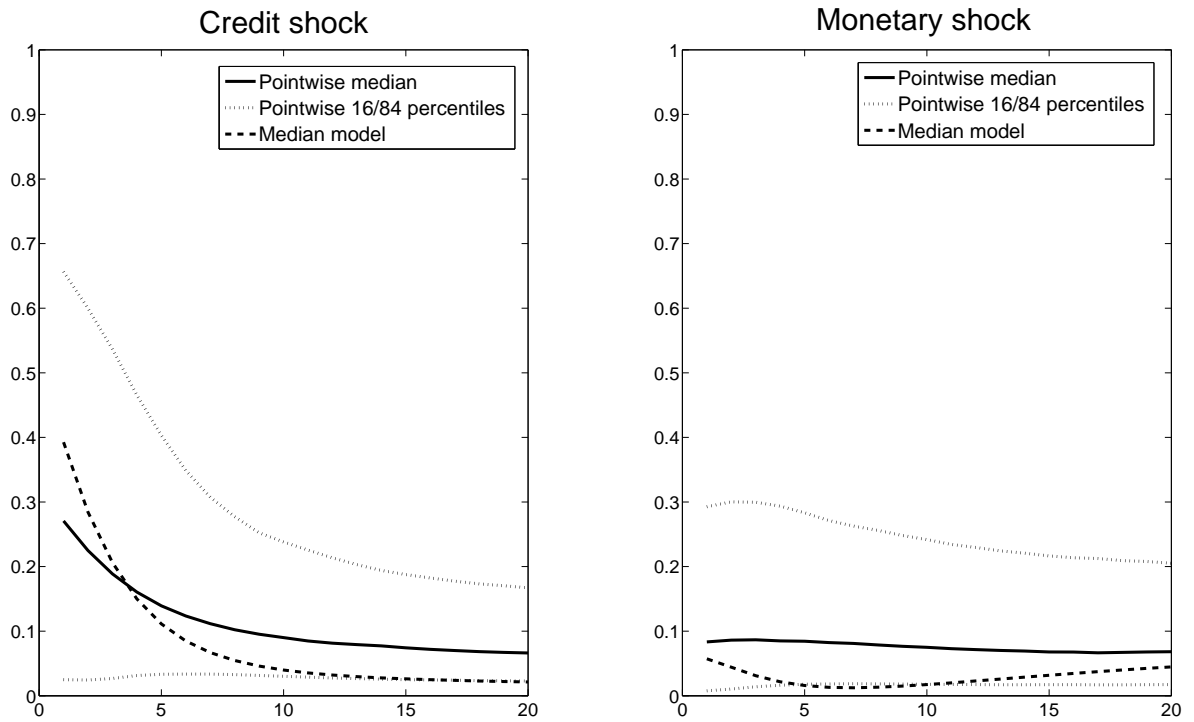 Credit shock
1
0.9
0.8
0.7
0.6
0.5
0.4
0.3
0.2
0.1
0
0 5 10 15 20
Pointwise median
Pointwise 16/84 percentiles
Median model
Monetary shock
1
0.9
0.8
0.7
0.6
0.5
0.4
0.3
0.2
0.1
0
0 5 10 15 20
Pointwise median
Pointwise 16/84 percentiles
Median model